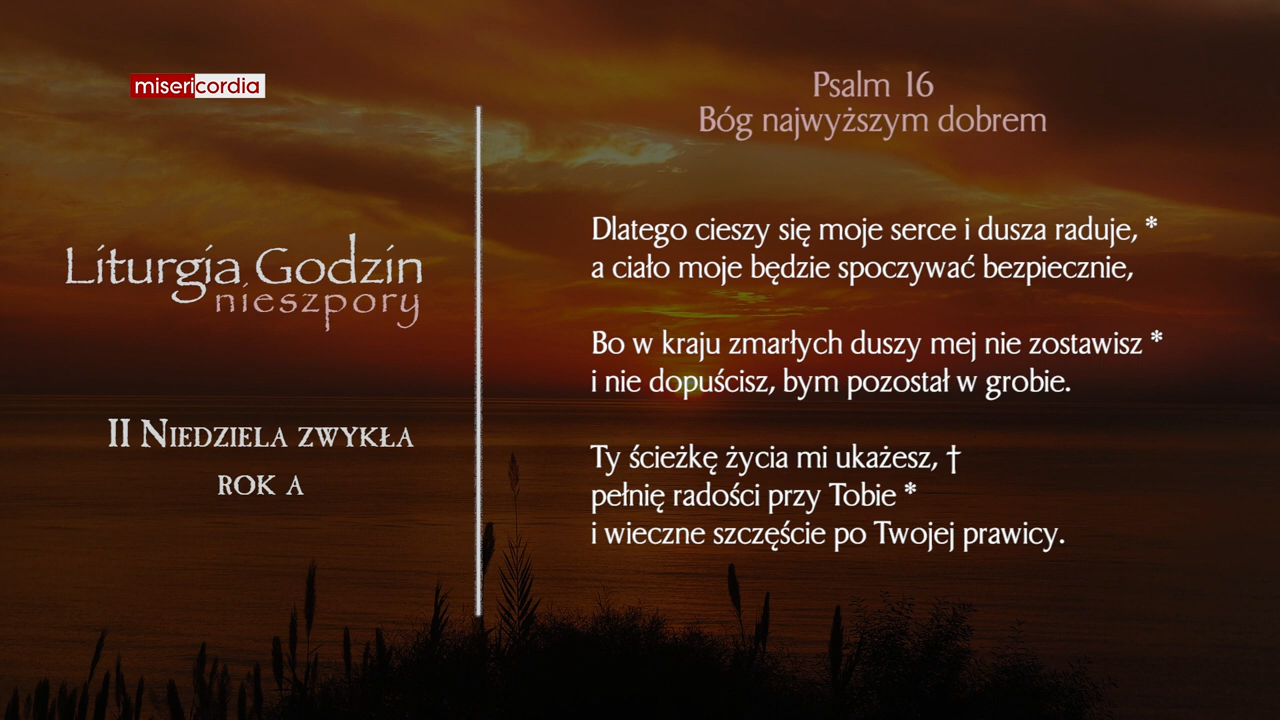 misericordia
Liturgia Godzin
nieszpory
II Niedziela zwykła
rok a
Psalm 16
Bóg najwyższym dobrem
Dlatego cieszy się moje serce i dusza raduje, *
a ciało moje będzie spoczywać bezpiecznie,
Bo w kraju zmarłych duszy mej nie zostawisz *
i nie dopuścisz, bym pozostał w grobie.
Ty ścieżkę życia mi ukażesz, †
pełnię radości przy Tobie *
i wieczne szczęście po Twojej prawicy.